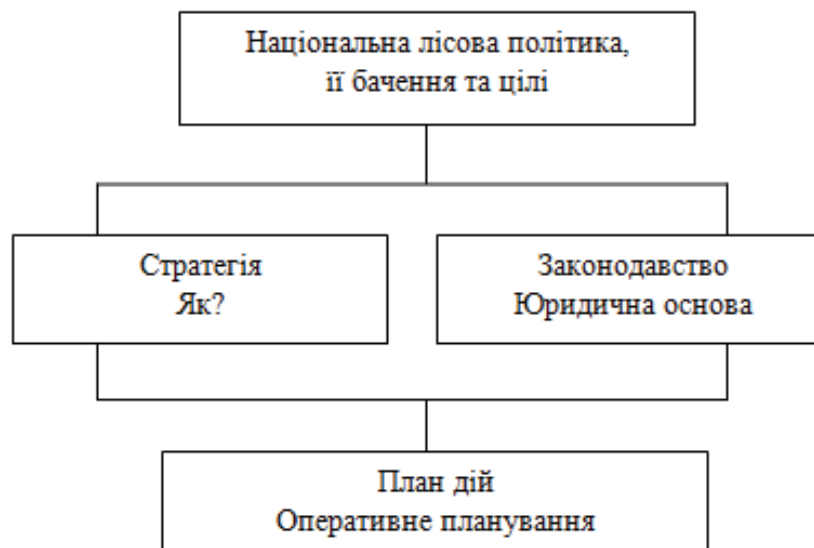 Національна лісова політика,
її бачення та цілі
Стратегія
Як?
Законодавство
Юридична основа
План дій
Оперативне планування